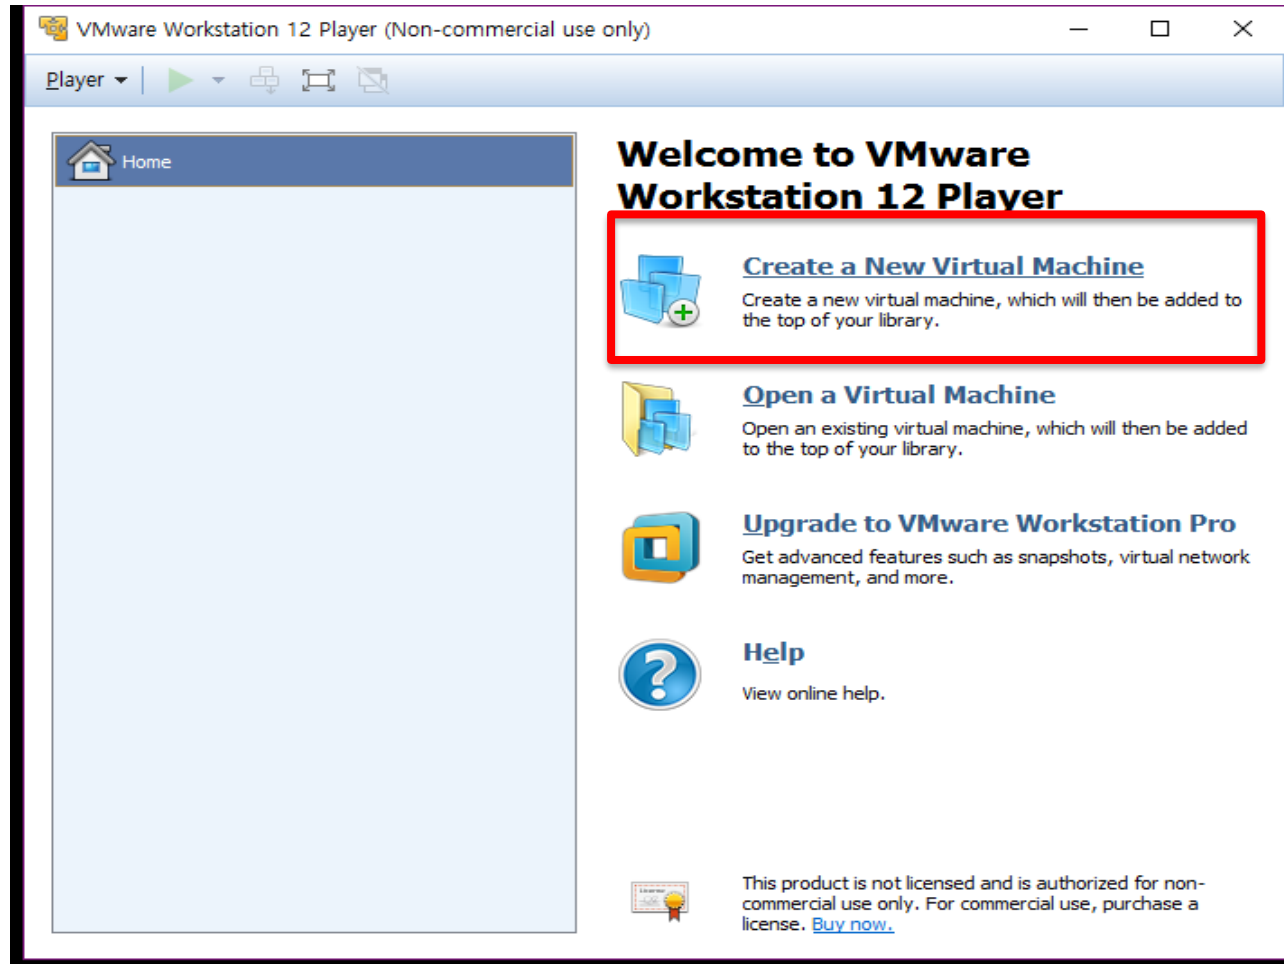 VMware Workstation 12 Player (Non-commercial use only)
Player
Home
Welcome to VMware
Workstation 12 Player
Create a New Virtual Machine
Create a new virtual machine, which will then be added to
the top of your library.
Open a Virtual Machine
Open an existing virtual machine, which will then be added
to the top of your library.
Upgrade to VMware Workstation Pro
Get advanced features such as snapshots, virtual network
management, and more.
Help
View online help.
This product is not licensed and is authorized for non-
commercial use only. For commercial use, purchase a
license. Buy now.